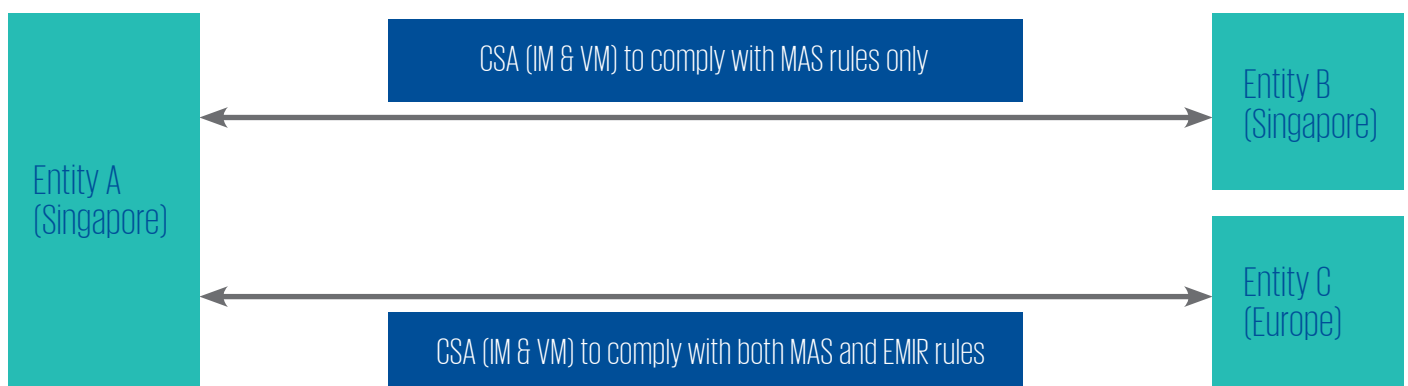 CSA (IM & VM) to comply with MAS rules only
Entity A
(Singapore)
Entity B
(Singapore)
Entity C
(Europe)
CSA (IM & VM) to comply with both MAS and EMIR rules